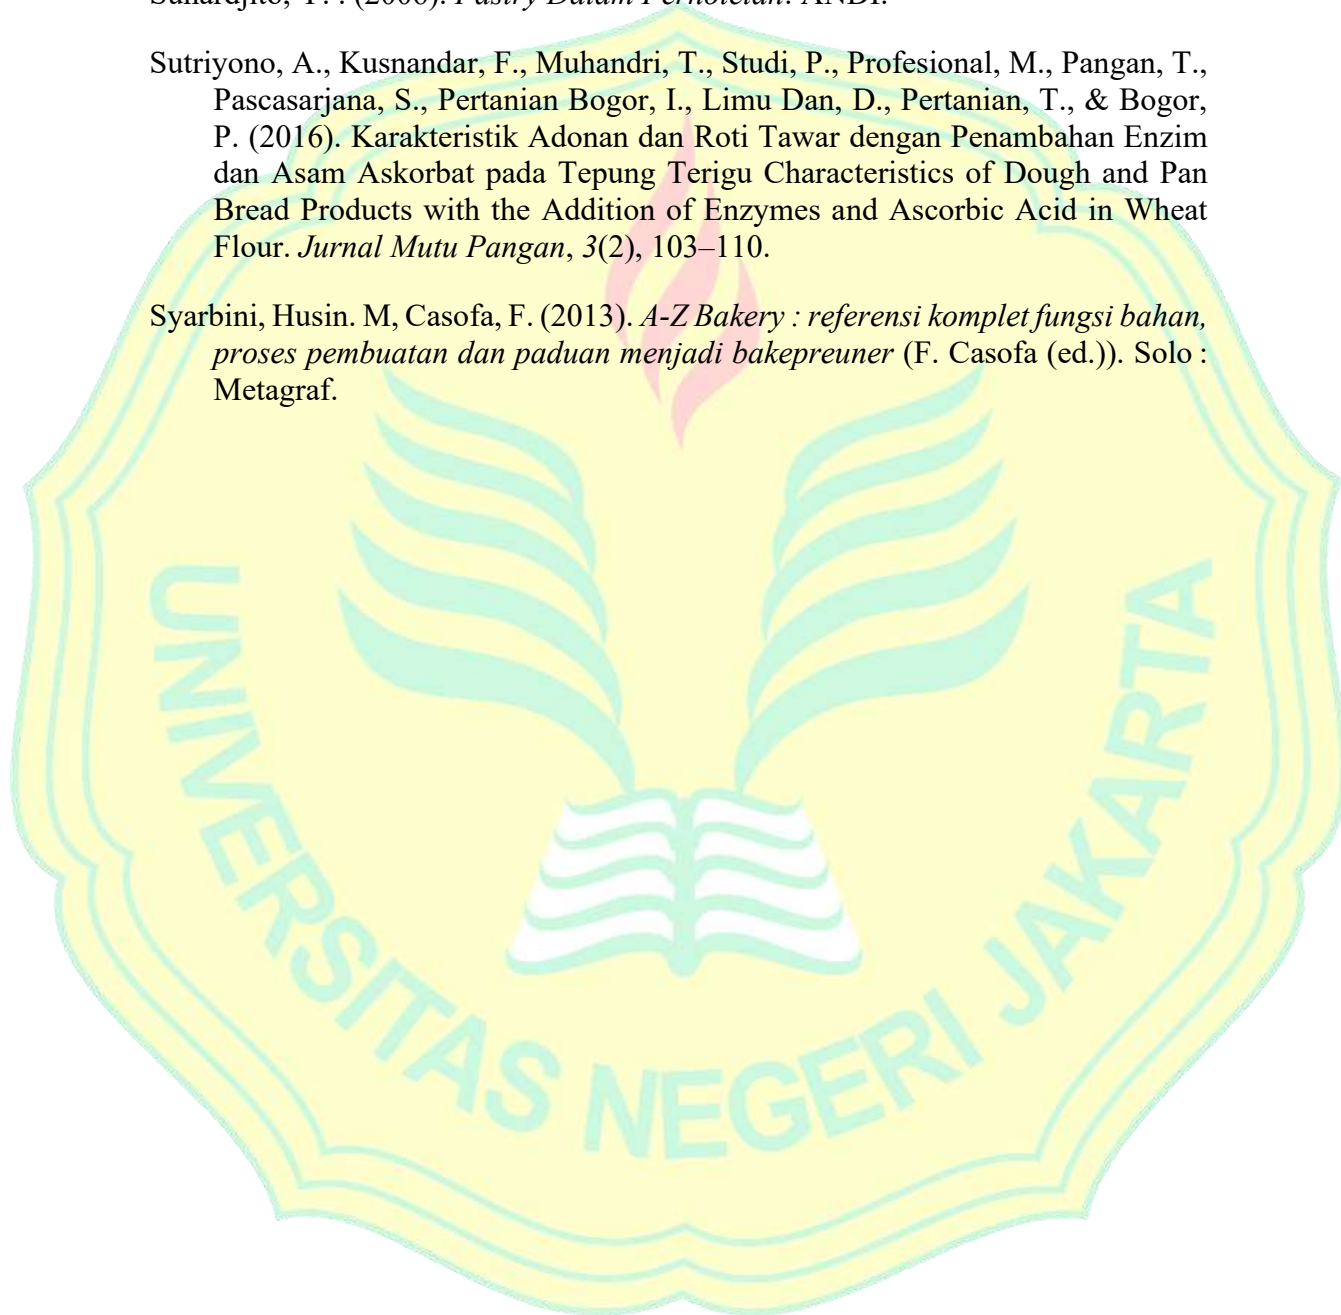 Sutriyono, A., Kusnandar, F., Muhandri, T., Studi, P., Profesional, M., Pangan, T.,
Pascasarjana, S., Pertanian Bogor, I., Limu Dan, D., Pertanian, T., & Bogor,
P. (2016). Karakteristik Adonan dan Roti Tawar dengan Penambahan Enzim
dan Asam Askorbat pada Tepung Terigu Characteristics of Dough and Pan
Bread Products with the Addition of Enzymes and Ascorbic Acid in Wheat
Flour. Jurnal Mutu Pangan, 3(2), 103–110.
Syarbini, Husin. M, Casofa, F. (2013). A-Z Bakery : referensi komplet fungsi bahan,
proses pembuatan dan paduan menjadi bakepreuner (F. Casofa (ed.)). Solo :
Metagraf.
UNIVERSITAS NEGERI JAKARTA